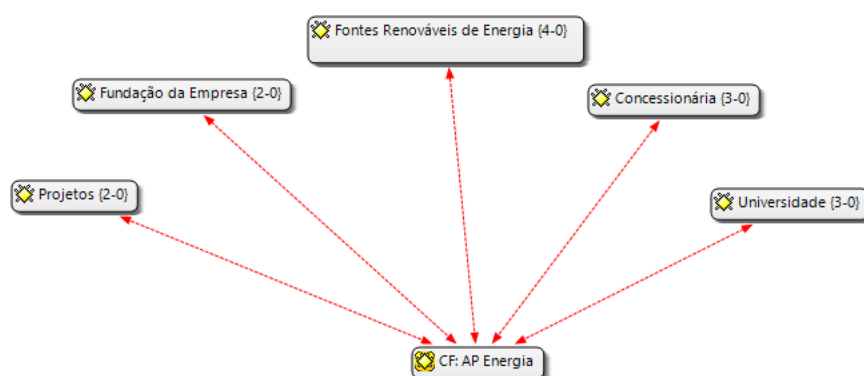 Fontes Renováveis de Energia {4-0}
Fundação da Empresa {2-0}
Concessionária {3-0}
Projetos {2-0}
Universidade {3-0}
CF: AP Energia